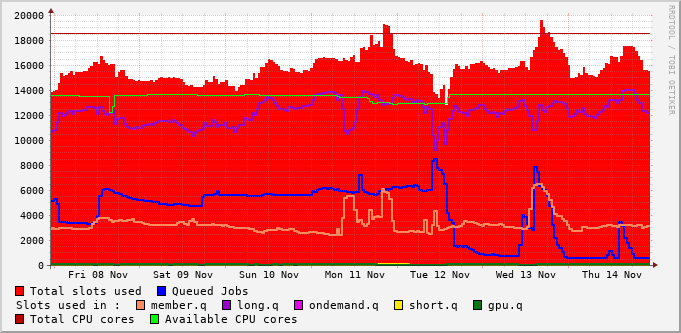 20000
18000
16000
14000
12000
10000
8000
6000
4000
2000
0
Fri 08 Nov Sat 09 Nov Sun 10 Nov Mon 11 Nov Tue 12 Nov Wed 13 Nov Thu 14 Nov
RRDTOOL / TOBI OETIKER
Total slots used Queued Jobs
Slots used in : member.q long.q ondemand.q short.q gpu.q
Total CPU cores Available CPU cores